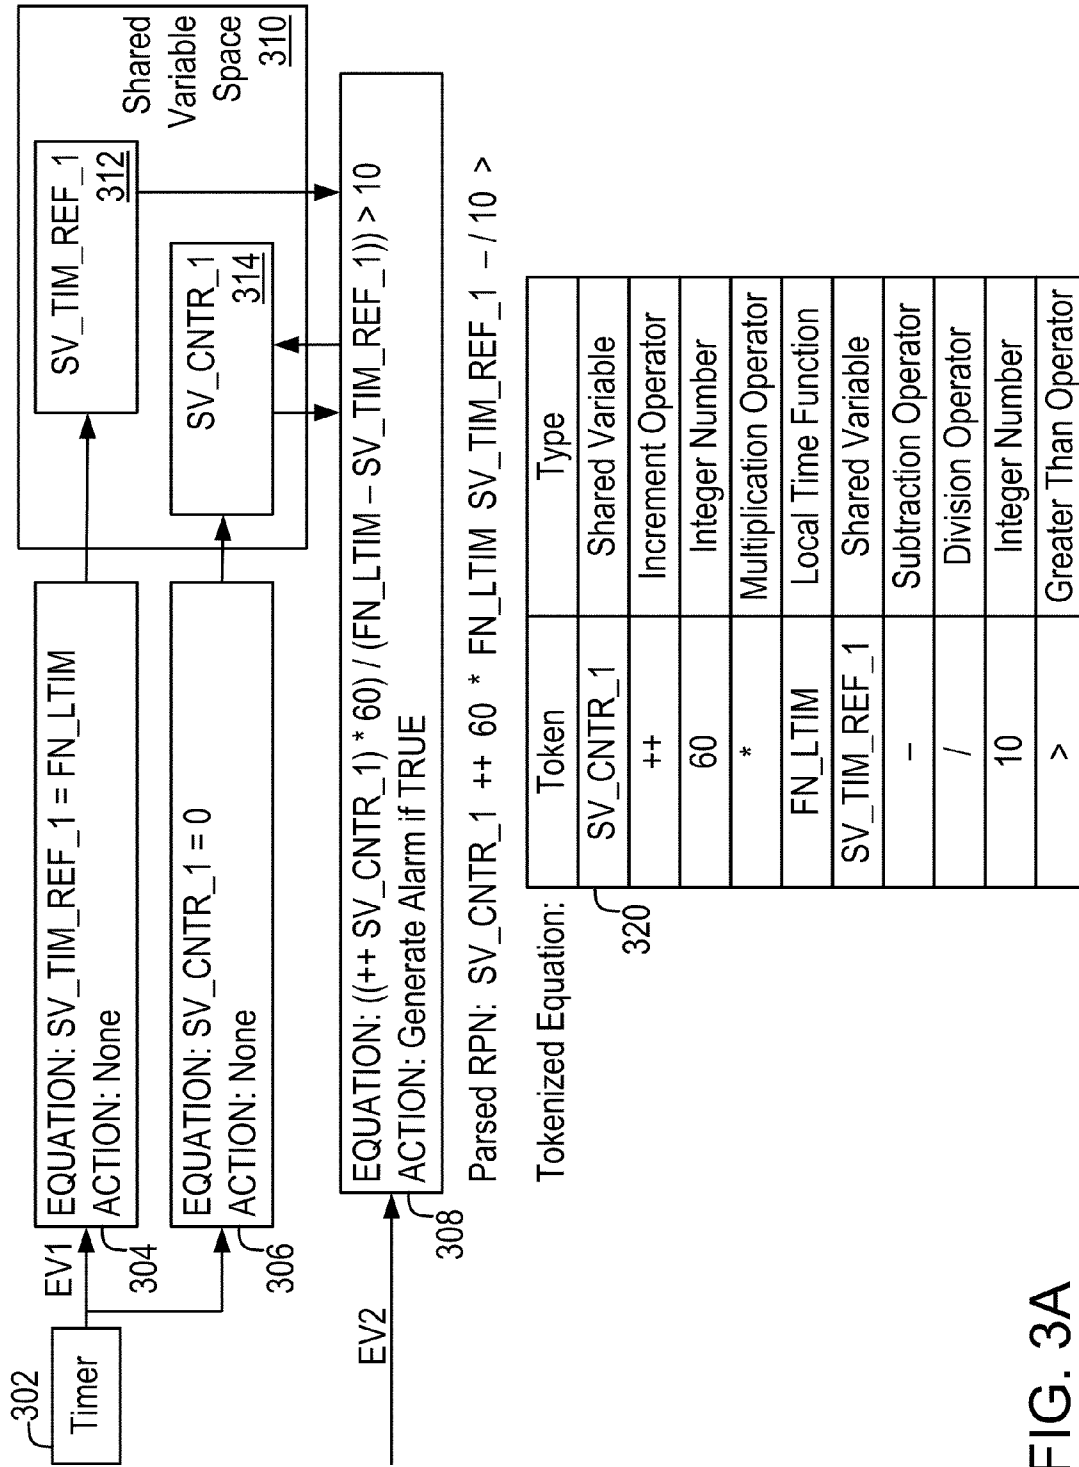 302
Timer
EV1
EQUATION: SV_TIM_REF_1 = FN_LTIM
ACTION: None
304
EQUATION: SV_CNTR_1 = 0
ACTION: None
306
SV_TIM_REF_1
312
SV_CNTR_1
314
Shared
Variable
Space
310
EV2
EQUATION: ((++ SV_CNTR_1) * 60) / (FN_LTIM – SV_TIM_REF_1)) > 10
ACTION: Generate Alarm if TRUE
308
Parsed RPN: SV_CNTR_1 ++ 60 * FN_LTIM SV_TIM_REF_1 – / 10 >
Tokenized Equation:
320
Token Type
SV_CNTR_1 Shared Variable
++ Increment Operator
60 Integer Number
* Multiplication Operator
FN_LTIM Local Time Function
SV_TIM_REF_1 Shared Variable
– Subtraction Operator
/ Division Operator
10 Integer Number
> Greater Than Operator
FIG. 3A